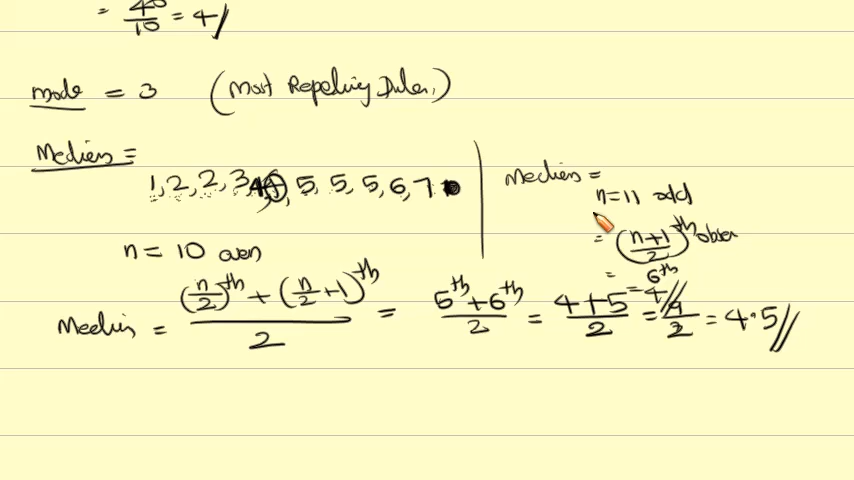 = 40/10 = 4//
mode = 3 (Most Repeating
Median =
1, 2, 2, 3, 4, 5, 5, 5, 6, 7
n = 10 even
Median = ((n/2)th + (n/2 + 1)th)/2 = (5th + 6th)/2 = (4+5)/2 = 9/2 = 4.5//
Median =
n = 11 odd
= ((n+1)/2)th obser
= 6th
= 4//